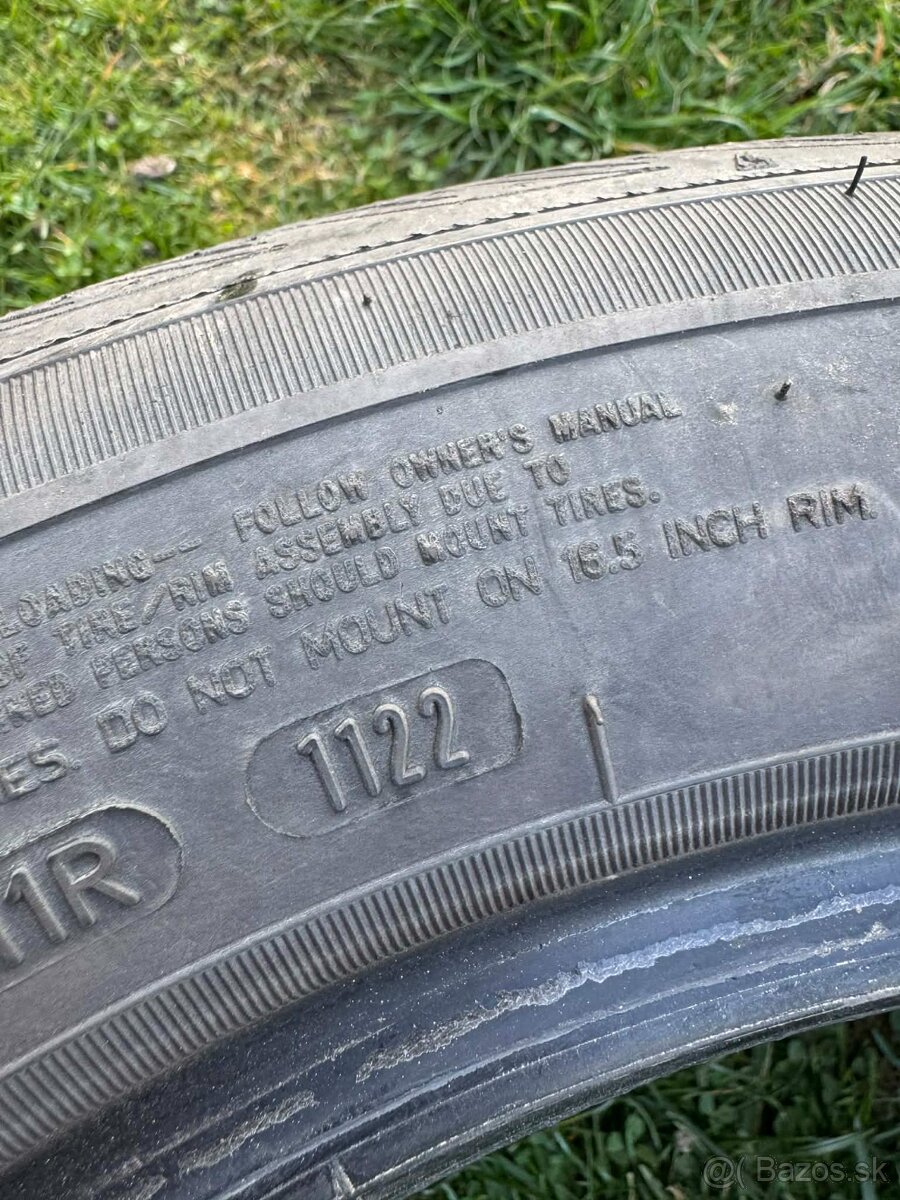 LOADING-- FOLLOW OWNER'S MANUAL
OF TIRE/RIM ASSEMBLY DUE TO
PERSONS SHOULD MOUNT TIRES.
DO NOT MOUNT ON 16.5 INCH RIM.
1122
11R
@( Bazos.sk